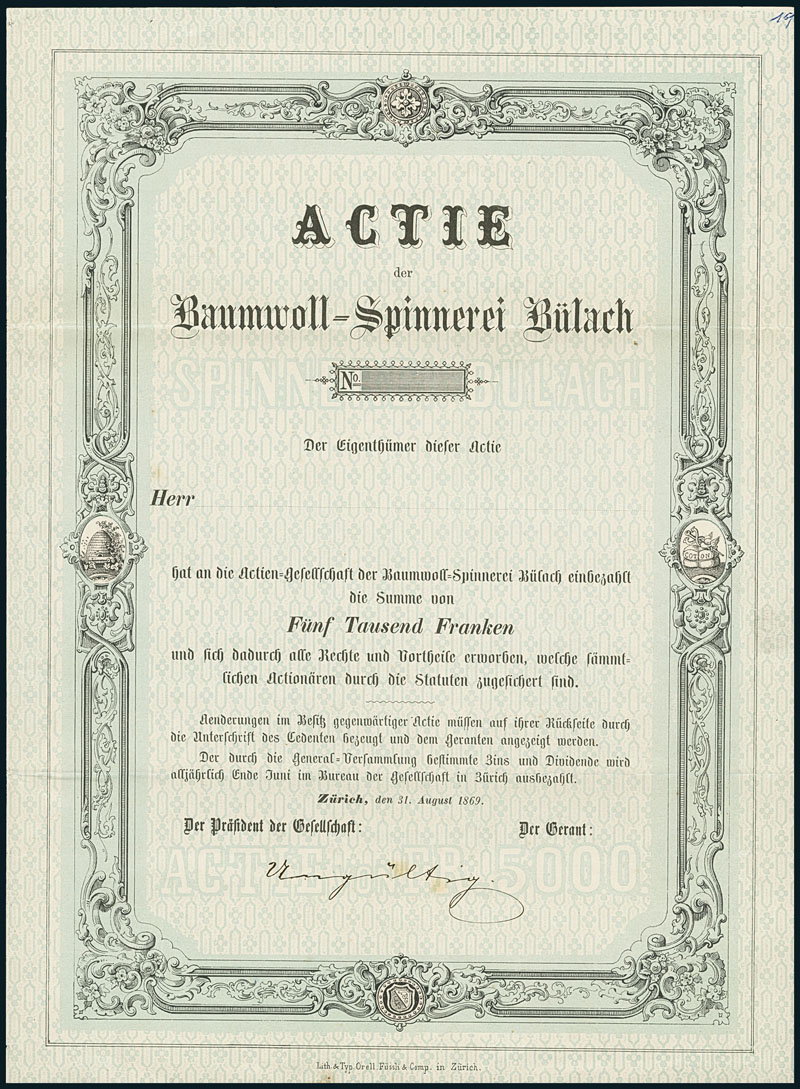 19
ACTIE
der
Baumwoll=Spinnerei Bülach
No.
SPINNEREI BÜLACH
Der Eigenthümer dieser Actie
Herr
COTTON
hat an die Actien=Gesellschaft der Baumwoll=Spinnerei Bülach einbezahlt
die Summe von
Fünf Tausend Franken
und sich dadurch alle Rechte und Vortheile erworben, welche sämmt=
lichen Actionären durch die Statuten zugesichert sind.
Aenderungen im Besitz gegenwärtiger Actie müssen auf ihrer Rückseite durch
die Unterschrift des Cedenten bezeugt und dem Geranten angezeigt werden.
Der durch die General=Versammlung bestimmte Zins und Dividende wird
alljährlich Ende Juni im Bureau der Gesellschaft in Zürich ausbezahlt.
Zürich, den 31. August 1869.
Der Präsident der Gesellschaft:
Der Gerant:
ACTIE 5000
Ungültig.
Lith. & Typ. Orell, Füssli & Comp. in Zürich.